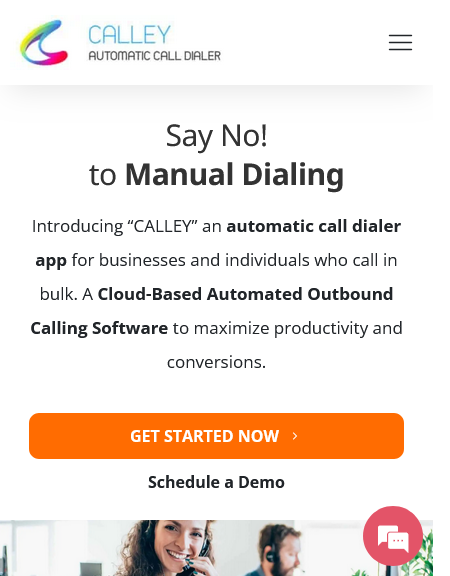 CALLEY
AUTOMATIC CALL DIALER
Say No!
to Manual Dialing
Introducing “CALLEY” an automatic call dialer
app for businesses and individuals who call in
bulk. A Cloud-Based Automated Outbound
Calling Software to maximize productivity and
conversions.
GET STARTED NOW
Schedule a Demo